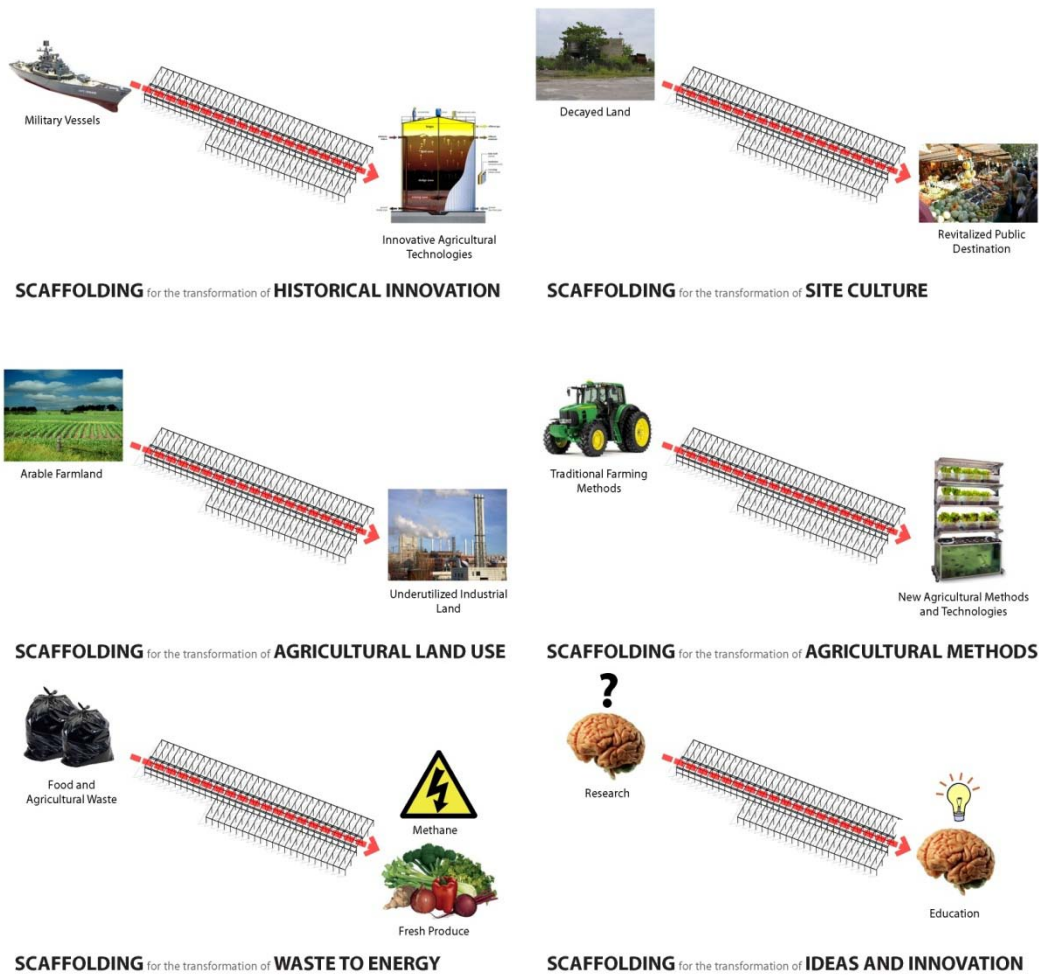 Military Vessels
Innovative Agricultural
Technologies
SCAFFOLDING for the transformation of HISTORICAL INNOVATION
Decayed Land
Revitalized Public
Destination
SCAFFOLDING for the transformation of SITE CULTURE
Arable Farmland
Underutilized Industrial
Land
SCAFFOLDING for the transformation of AGRICULTURAL LAND USE
Traditional Farming
Methods
New Agricultural Methods
and Technologies
SCAFFOLDING for the transformation of AGRICULTURAL METHODS
Food and
Agricultural Waste
Methane
Fresh Produce
SCAFFOLDING for the transformation of WASTE TO ENERGY
?
Research
Education
SCAFFOLDING for the transformation of IDEAS AND INNOVATION